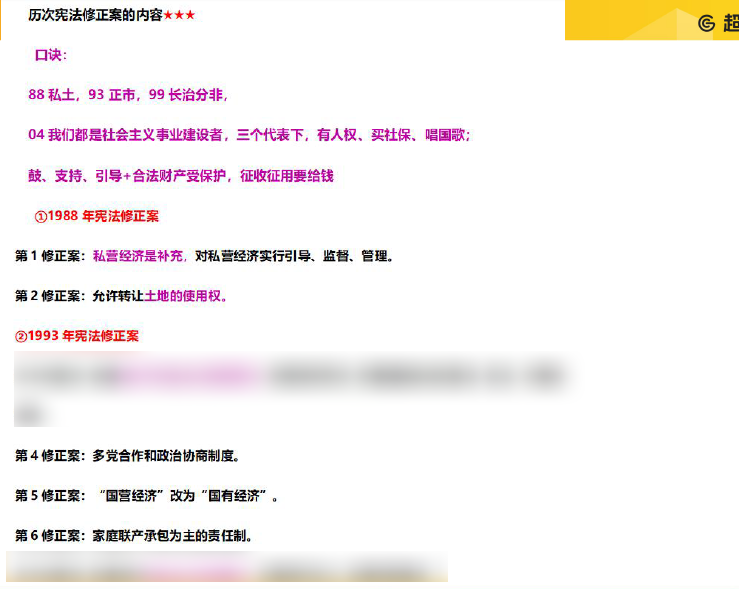 历次宪法修正案的内容★★★
超
口诀：
88 私土，93 正市，99 长治分非，
04 我们都是社会主义事业建设者，三个代表下，有人权、买社保、唱国歌；
鼓、支持、引导+合法财产受保护，征收征用要给钱
①1988 年宪法修正案
第 1 修正案：私营经济是补充，对私营经济实行引导、监督、管理。
第 2 修正案：允许转让土地的使用权。
②1993 年宪法修正案
第 4 修正案：多党合作和政治协商制度。
第 5 修正案：“国营经济”改为“国有经济”。
第 6 修正案：家庭联产承包为主的责任制。